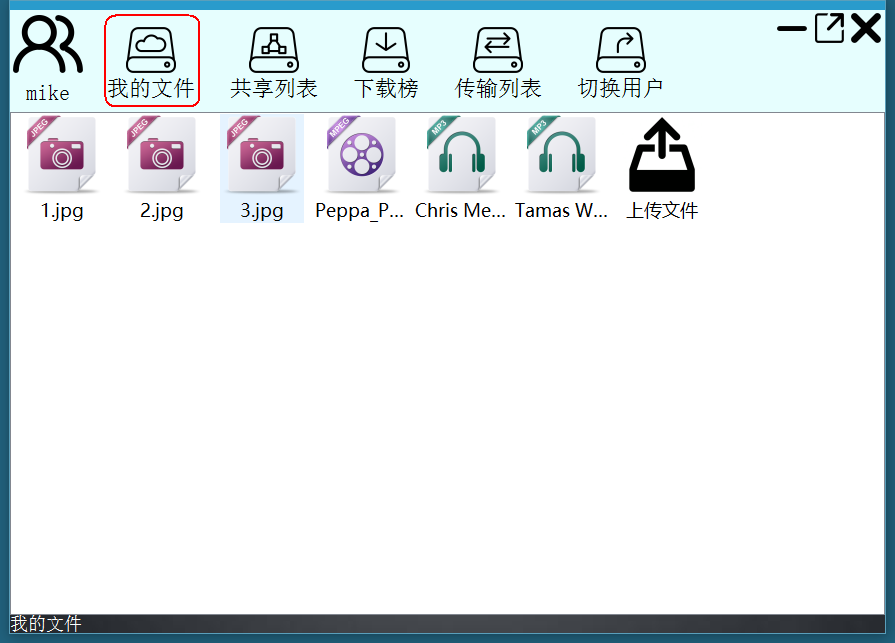 mike
我的文件
共享列表
下载榜
传输列表
切换用户
JPEG
JPEG
JPEG
MPEG
MP3
MP3
1.jpg
2.jpg
3.jpg
Peppa_P...
Chris Me...
Tamas W...
上传文件
我的文件